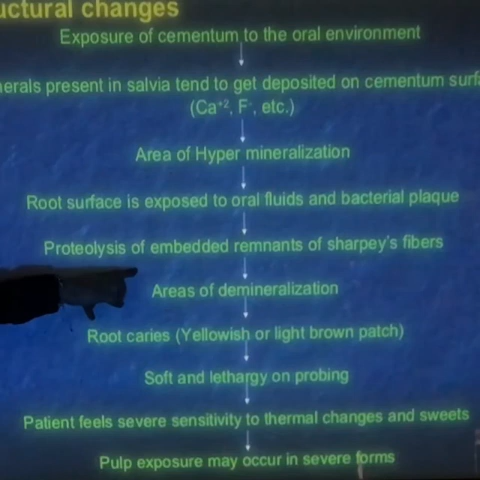 uctural changes
Exposure of cementum to the oral environment
nerals present in salvia tend to get deposited on cementum surfa
(Ca⁺², F⁻, etc.)
Area of Hyper mineralization
Root surface is exposed to oral fluids and bacterial plaque
Proteolysis of embedded remnants of sharpey's fibers
Areas of demineralization
Root caries (Yellowish or light brown patch)
Soft and lethargy on probing
Patient feels severe sensitivity to thermal changes and sweets
Pulp exposure may occur in severe forms